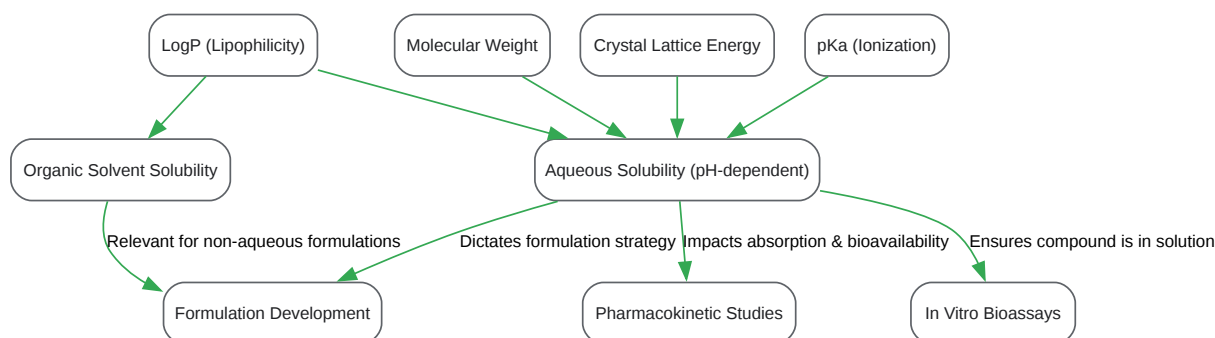 LogP (Lipophilicity)
Molecular Weight
Crystal Lattice Energy
pKa (Ionization)
Organic Solvent Solubility
Aqueous Solubility (pH-dependent)
Relevant for non-aqueous formulations
Dictates formulation strategy
Impacts absorption & bioavailability
Ensures compound is in solution
Formulation Development
Pharmacokinetic Studies
In Vitro Bioassays